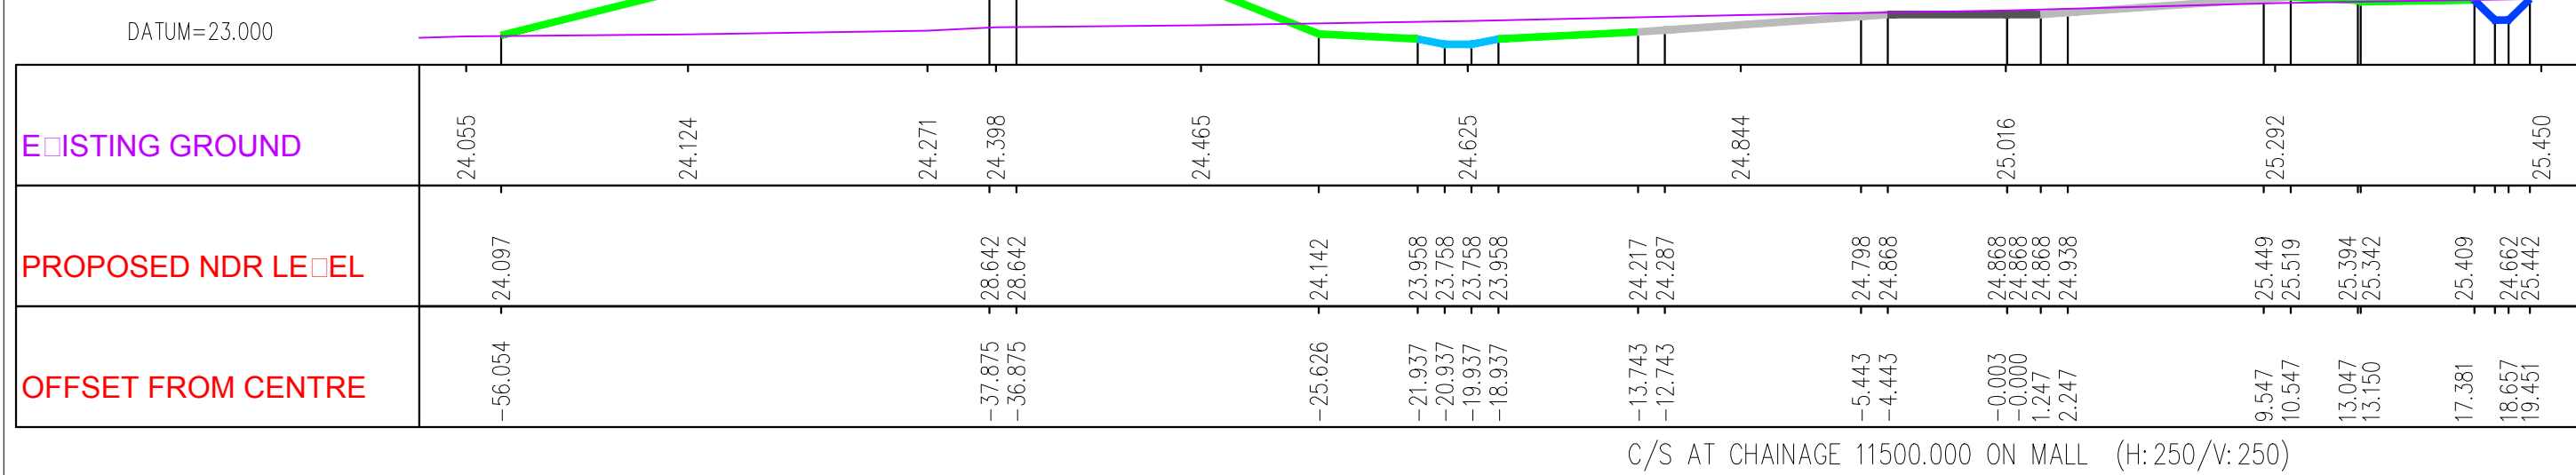 DATUM=23.000
E□ISTING GROUND 24.055 24.124 24.271 24.398 24.465 24.625 24.844 25.016 25.292 25.450
PROPOSED NDR LE□EL 24.097 28.642 28.642 24.142 23.958 23.758 23.758 23.958 24.217 24.287 24.798 24.868 24.868 24.868 24.868 24.938 25.449 25.519 25.394 25.342 25.409 24.662 25.442
OFFSET FROM CENTRE -56.054 -37.875 -36.875 -25.626 -21.937 -20.937 -19.937 -18.937 -13.743 -12.743 -5.443 -4.443 -0.003 -0.000 1.247 2.247 9.547 10.547 13.047 13.150 17.381 18.657 19.451
C/S AT CHAINAGE 11500.000 ON MALL (H:250/V:250)